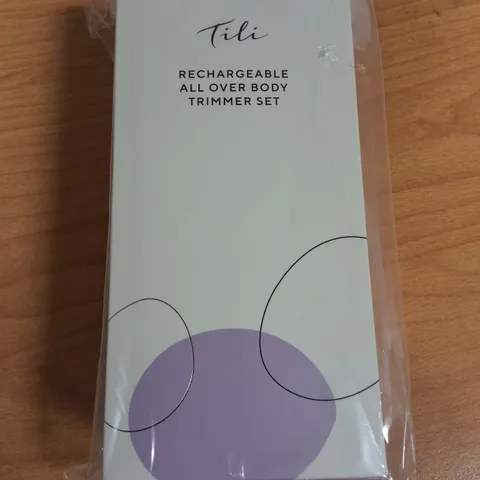 Tili
RECHARGEABLE
ALL OVER BODY
TRIMMER SET